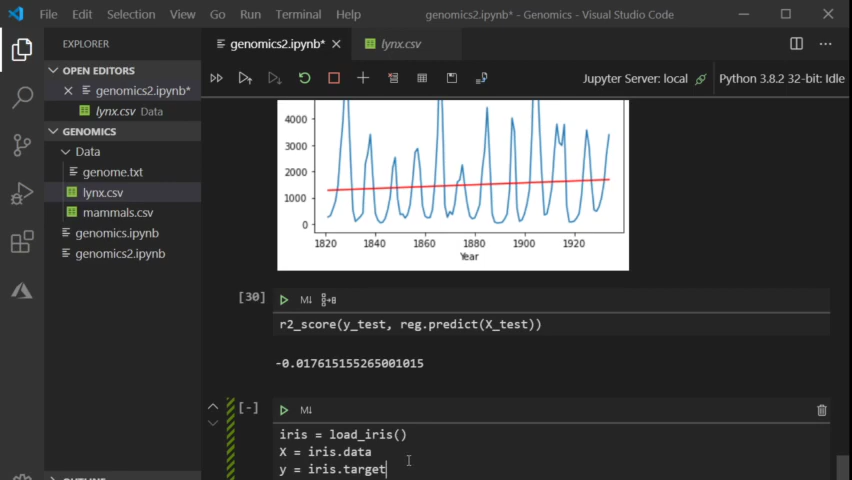 File Edit Selection View Go Run Terminal Help genomics2.ipynb* - Genomics - Visual Studio Code
EXPLORER
genomics2.ipynb* lynx.csv
OPEN EDITORS
genomics2.ipynb*
lynx.csv Data
Jupyter Server: local Python 3.8.2 32-bit: Idle
GENOMICS
Data
genome.txt
lynx.csv
mammals.csv
genomics.ipynb
genomics2.ipynb
4000
3000
2000
1000
0
1820 1840 1860 1880 1900 1920
Year
[30] M↓
r2_score(y_test, reg.predict(X_test))
-0.017615155265001015
[-] M↓
iris = load_iris()
X = iris.data
y = iris.target